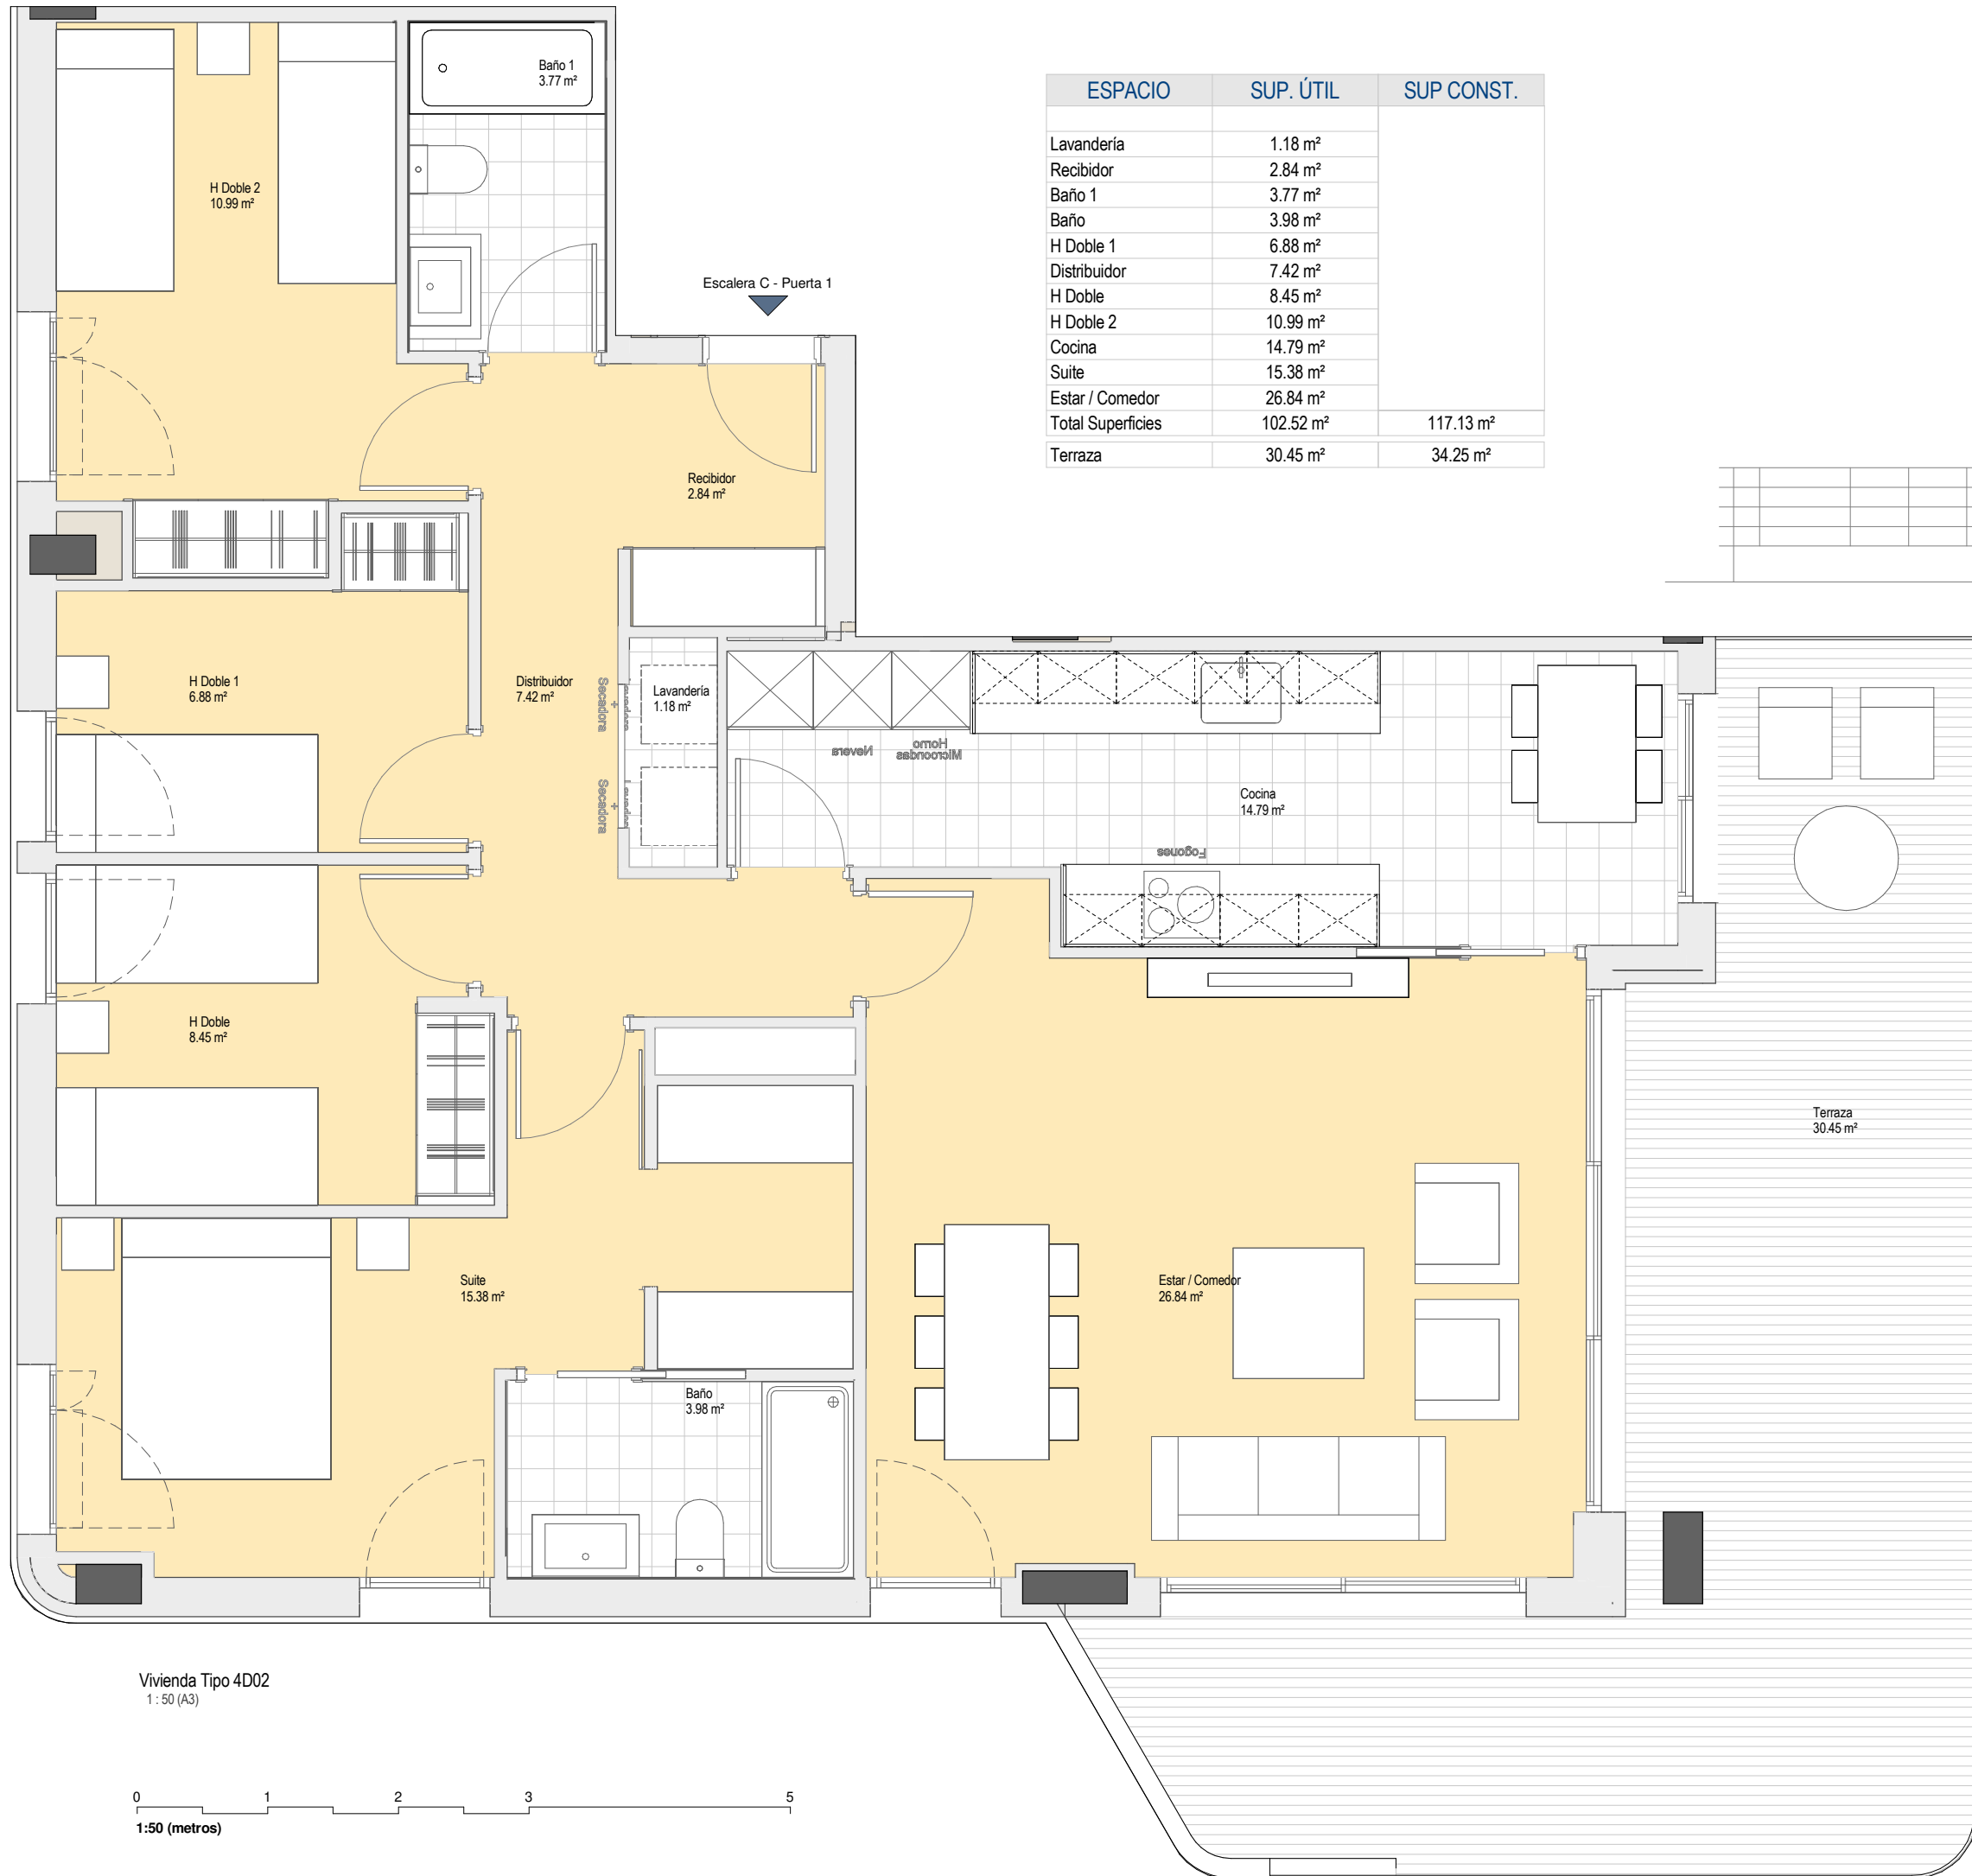 Baño 1
3.77 m²
ESPACIO SUP. ÚTIL SUP CONST.
Lavandería 1.18 m²
Recibidor 2.84 m²
Baño 1 3.77 m²
Baño 3.98 m²
H Doble 1 6.88 m²
Distribuidor 7.42 m²
H Doble 8.45 m²
H Doble 2 10.99 m²
Cocina 14.79 m²
Suite 15.38 m²
Estar / Comedor 26.84 m²
Total Superficies 102.52 m² 117.13 m²
Terraza 30.45 m² 34.25 m²
H Doble 2
10.99 m²
Escalera C - Puerta 1
Recibidor
2.84 m²
H Doble 1
6.88 m²
Distribuidor
7.42 m²
Secadora
+
Lavandería
1.18 m²
Secadora
+
Nevera
Horno
Microondas
Cocina
14.79 m²
Fogones
H Doble
8.45 m²
Terraza
30.45 m²
Suite
15.38 m²
Estar / Comedor
26.84 m²
Baño
3.98 m²
Vivienda Tipo 4D02
1 : 50 (A3)
0 1 2 3 5
1:50 (metros)